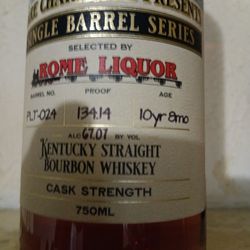 SINGLE BARREL SERIES
SELECTED BY
ROME LIQUOR
BARREL NO. PROOF AGE
PLT-024 134.14 10yr 8mo
ALC 67.07 BY VOL
KENTUCKY STRAIGHT
BOURBON WHISKEY
CASK STRENGTH
750ML